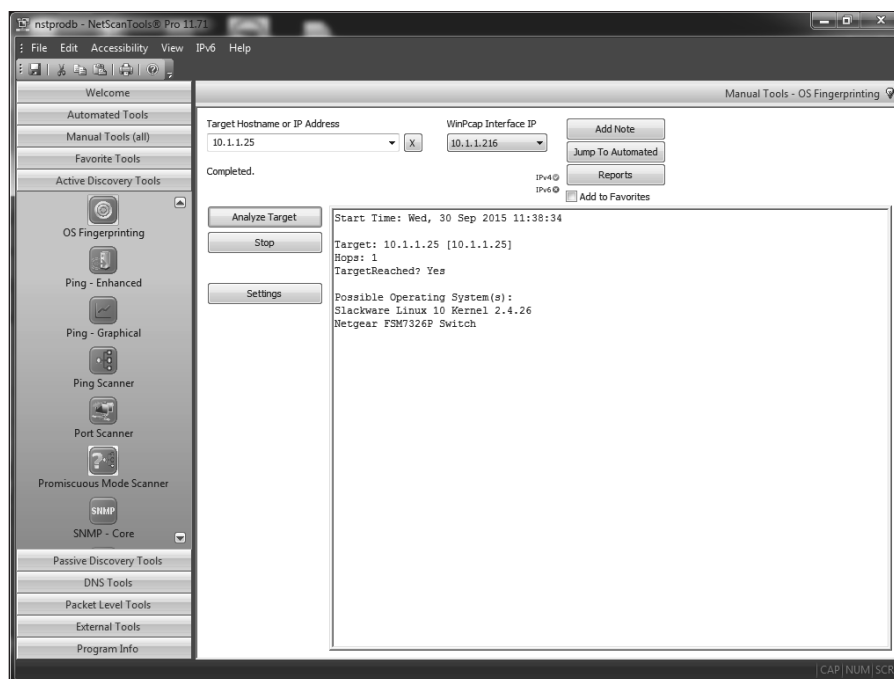 nstprodb - NetScanTools® Pro 11.71
File Edit Accessibility View IPv6 Help
Welcome
Automated Tools
Manual Tools (all)
Favorite Tools
Active Discovery Tools
OS Fingerprinting
Ping - Enhanced
Ping - Graphical
Ping Scanner
Port Scanner
Promiscuous Mode Scanner
SNMP
SNMP - Core
Passive Discovery Tools
DNS Tools
Packet Level Tools
External Tools
Program Info
Manual Tools - OS Fingerprinting
Target Hostname or IP Address
10.1.1.25
X
WinPcap Interface IP
10.1.1.216
Completed.
IPv4
IPv6
Add Note
Jump To Automated
Reports
Add to Favorites
Analyze Target
Stop
Settings
Start Time: Wed, 30 Sep 2015 11:38:34
Target: 10.1.1.25 [10.1.1.25]
Hops: 1
TargetReached? Yes
Possible Operating System(s):
Slackware Linux 10 Kernel 2.4.26
Netgear FSM7326P Switch
CAP NUM SCR